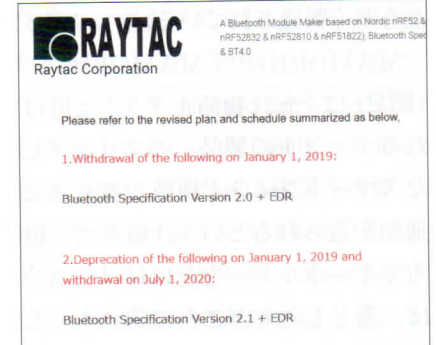 RAYTAC
Raytac Corporation
A Bluetooth Module Maker based on Nordic nRF52 &
nRF52832 & nRF52810 & nRF51822), Bluetooth Spec
& BT4.0
Please refer to the revised plan and schedule summarized as below,
1.Withdrawal of the following on January 1, 2019:
Bluetooth Specification Version 2.0 + EDR
2.Deprecation of the following on January 1, 2019 and
withdrawal on July 1, 2020:
Bluetooth Specification Version 2.1 + EDR